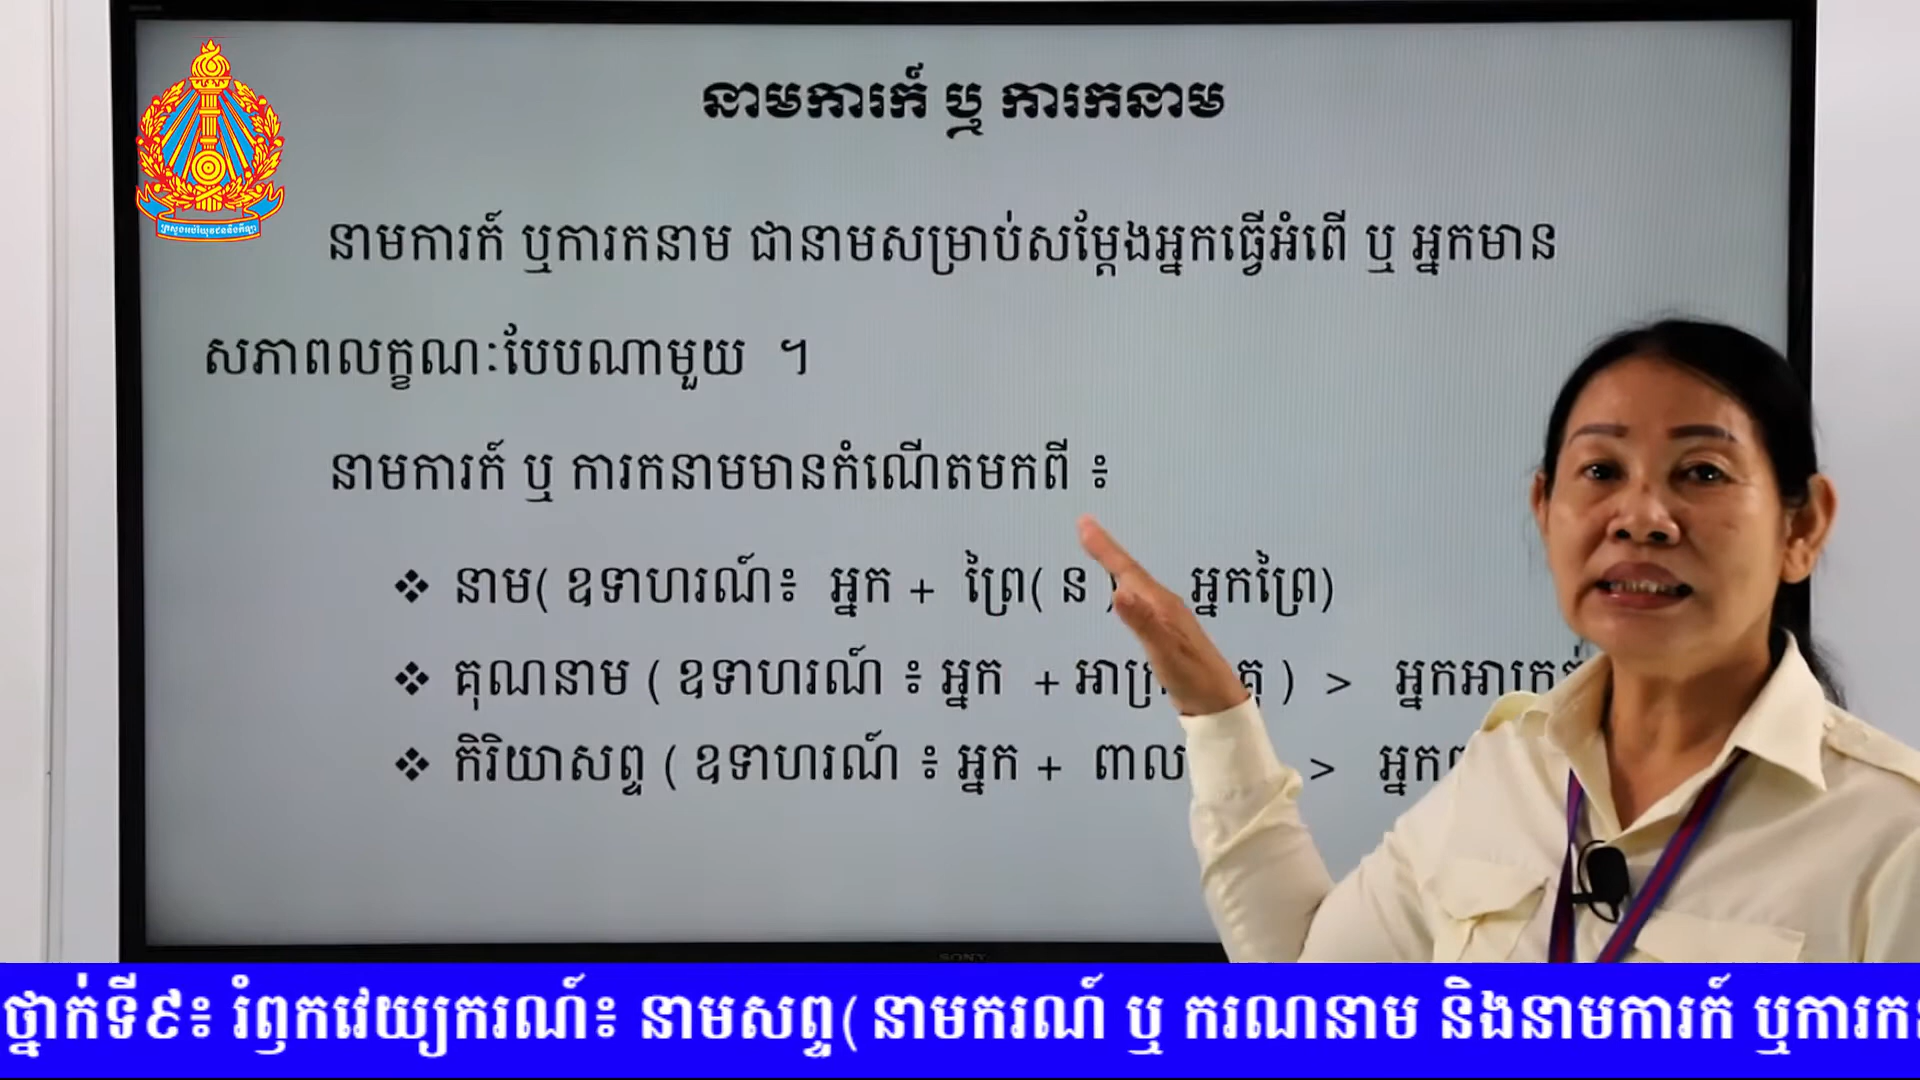 នាមការក៍ ឬ ការកនាម
នាមការក៍ ឬការកនាម ជានាមសម្រាប់សម្ដែងអ្នកធ្វើអំពើ ឬ អ្នកមាន
សភាពលក្ខណៈបែបណាមួយ ។
នាមការក៍ ឬ ការកនាមមានកំណើតមកពី ៖
❖ នាម( ឧទាហរណ៍៖ អ្នក + ព្រៃ( ន ) អ្នកព្រៃ)
❖ គុណនាម ( ឧទាហរណ៍ ៖ អ្នក + គុ ) >
❖ កិរិយាសព្ទ ( ឧទាហរណ៍ ៖ អ្នក + ពាល >
SONY
ថ្នាក់ទី៩៖ រំឭកវេយ្យករណ៍៖ នាមសព្ទ( នាមករណ៍ ឬ ករណនាម និងនាមការក៍